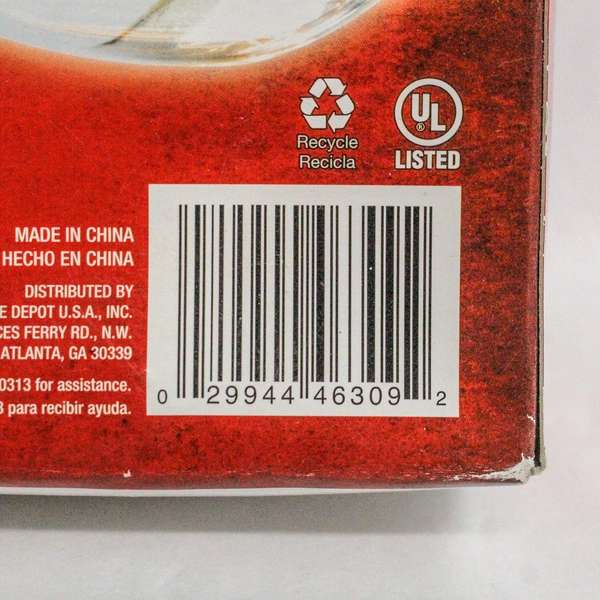 Recycle
Recicla
UL
®
LISTED
MADE IN CHINA
HECHO EN CHINA
DISTRIBUTED BY
DEPOT U.S.A., INC.
FERRY RD., N.W.
ATLANTA, GA 30339
0313 for assistance.
para recibir ayuda.
0 29944 46309 2